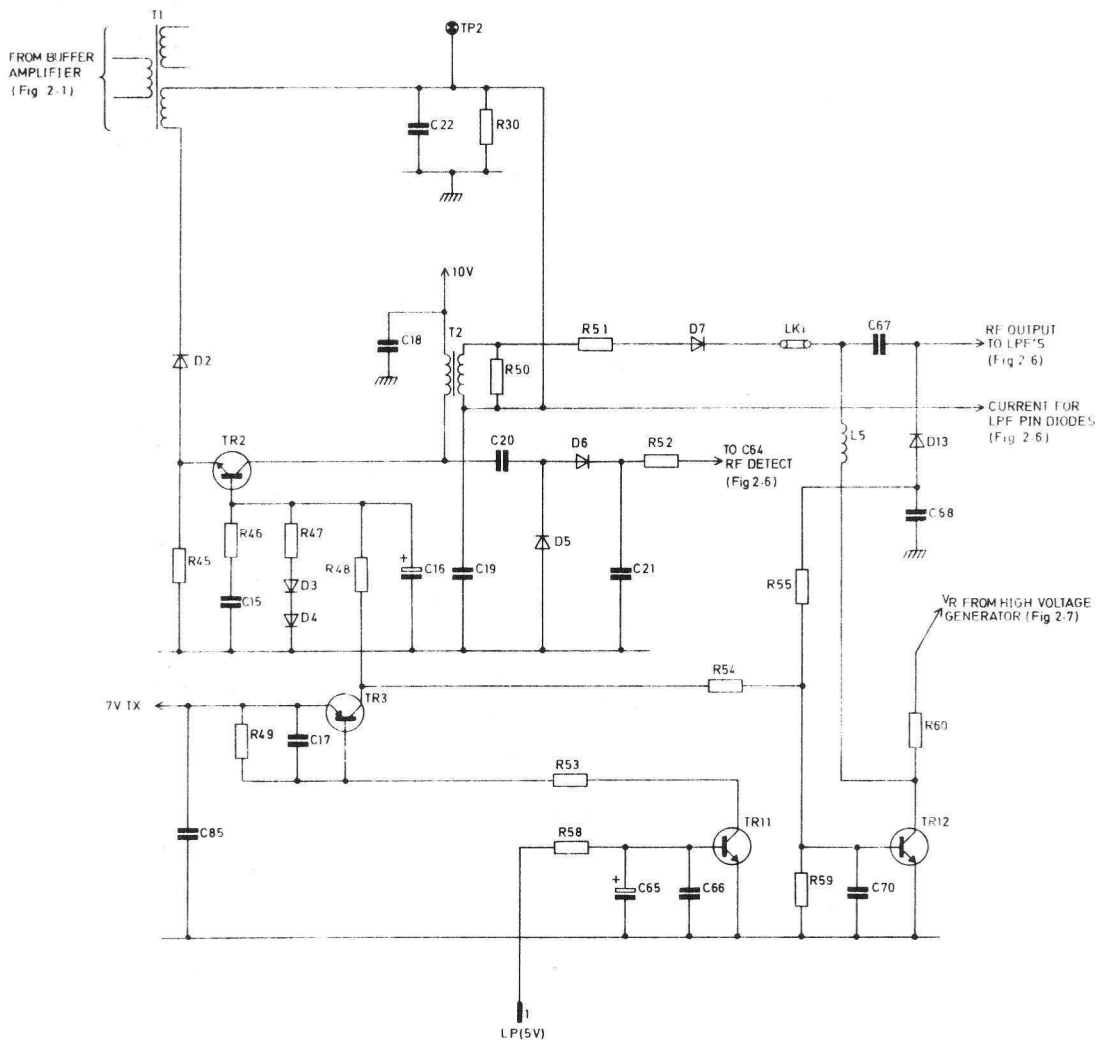 T1
FROM BUFFER
AMPLIFIER
(Fig 2-1)
TP2
C22
R30
10V
C18
T2
R50
R51
D7
LK1
C67
RF OUTPUT
TO LPF'S
(Fig 2·6)
CURRENT FOR
LPF PIN DIODES
(Fig 2-6)
D2
L5
D13
TR2
C20
D6
R52
TO C64
RF DETECT
(Fig 2-6)
C68
R45
R46
R47
R48
+
C16
C19
D5
C21
R55
C15
D3
D4
VR FROM HIGH VOLTAGE
GENERATOR (Fig 2-7)
R54
7V TX
TR3
R49
C17
R60
R53
C85
R58
TR11
TR12
+
C65
C66
R59
C70
1
LP(5V)